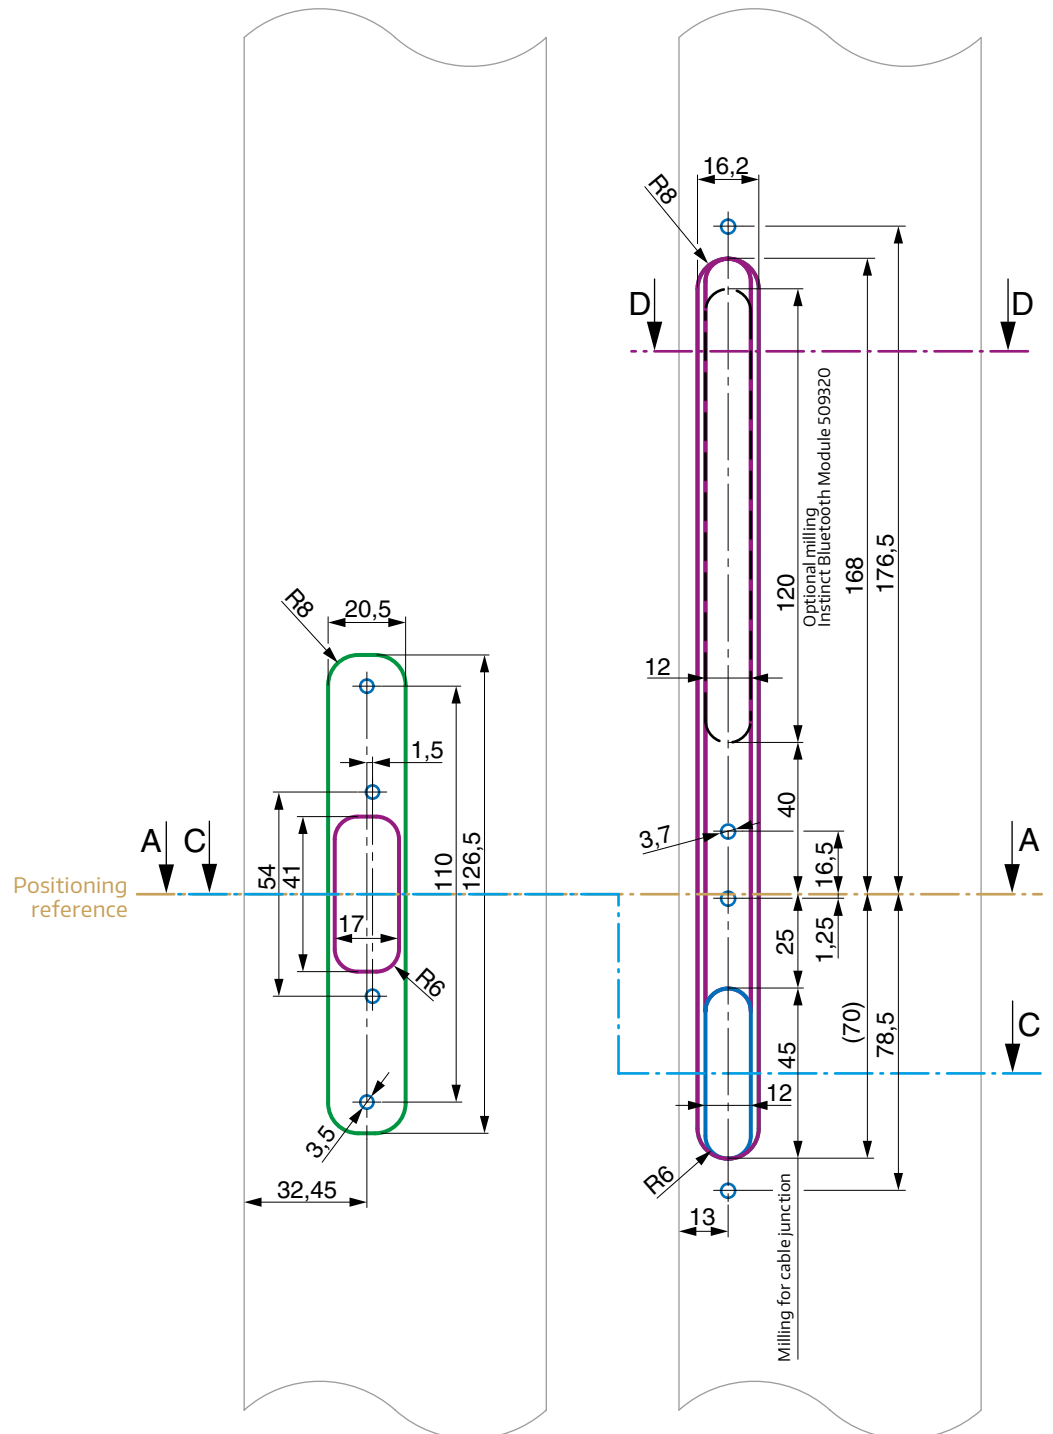 16,2
R8
D
D
Optional milling
Instinct Bluetooth Module 509320
120
168
176,5
R8
20,5
12
1,5
40
3,7
16,5
A
C
A
54
41
110
126,5
Positioning
reference
17
25
1,25
R6
(70)
78,5
C
45
12
3,5
R6
32,45
13
Milling for cable junction